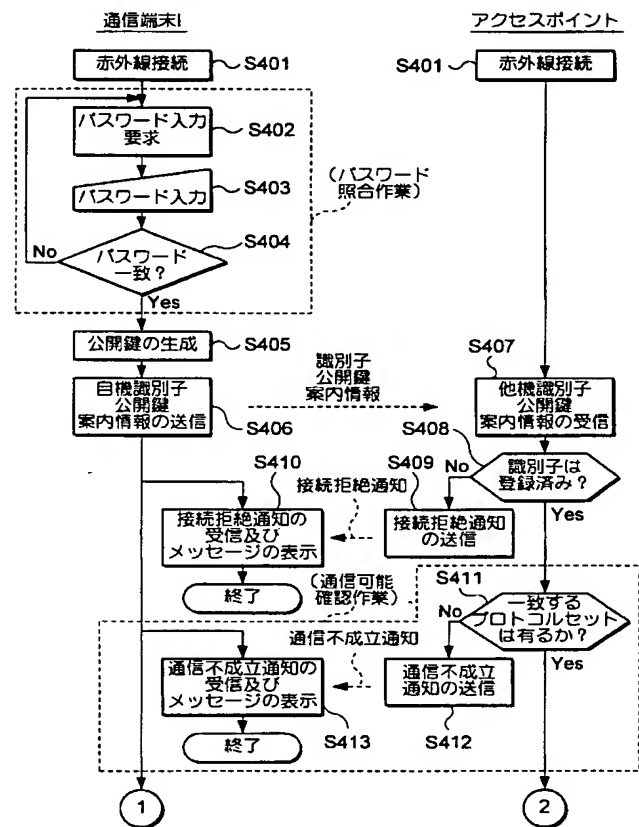 通信端末I
アクセスポイント
赤外線接続
S401
S401
赤外線接続
パスワード入力
要求
S402
パスワード入力
S403
(パスワード
照合作業)
S404
パスワード
一致?
No
Yes
公開鍵の生成
S405
自機識別子
公開鍵
案内情報の送信
S406
識別子
公開鍵
案内情報
S407
他機識別子
公開鍵
案内情報の受信
S408
識別子は
登録済み?
No
Yes
S409
接続拒絶通知
の送信
接続拒絶通知
S410
接続拒絶通知の
受信及び
メッセージの表示
終了
(通信可能
確認作業)
S411
一致する
プロトコルセット
は有るか?
No
Yes
通信不成立
通知の送信
S412
通信不成立通知
通信不成立通知の
受信及び
メッセージの表示
S413
終了
1
2